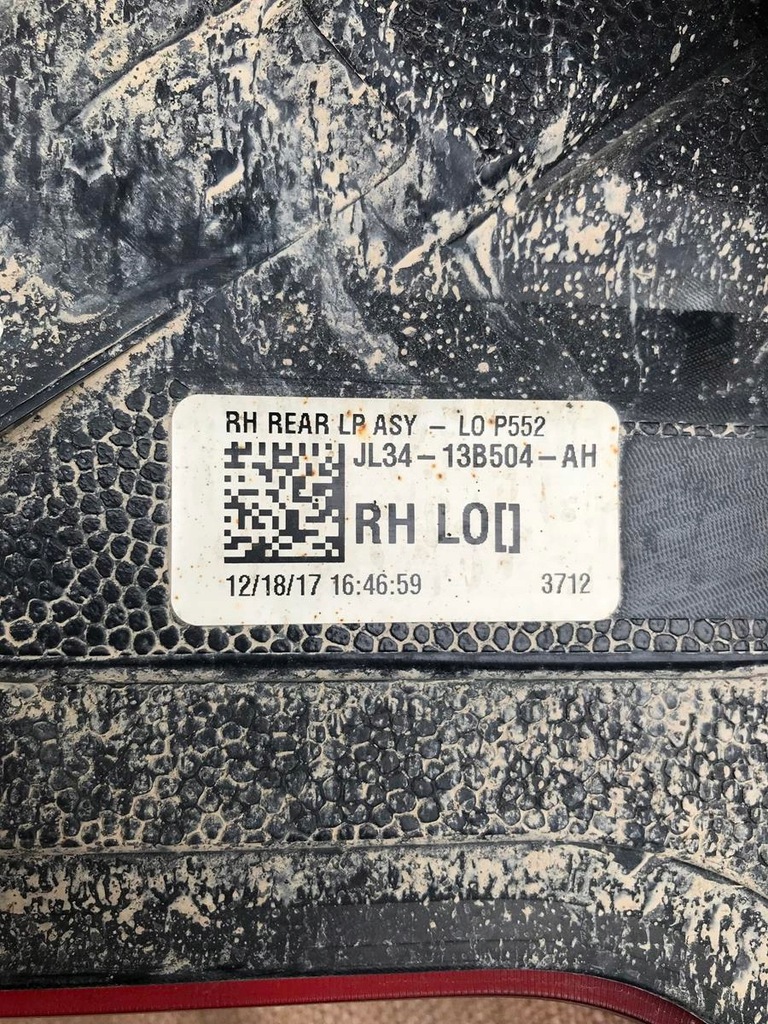 RH REAR LP ASY - LO P552
JL34-13B504-AH
RH LO[]
12/18/17 16:46:59 3712